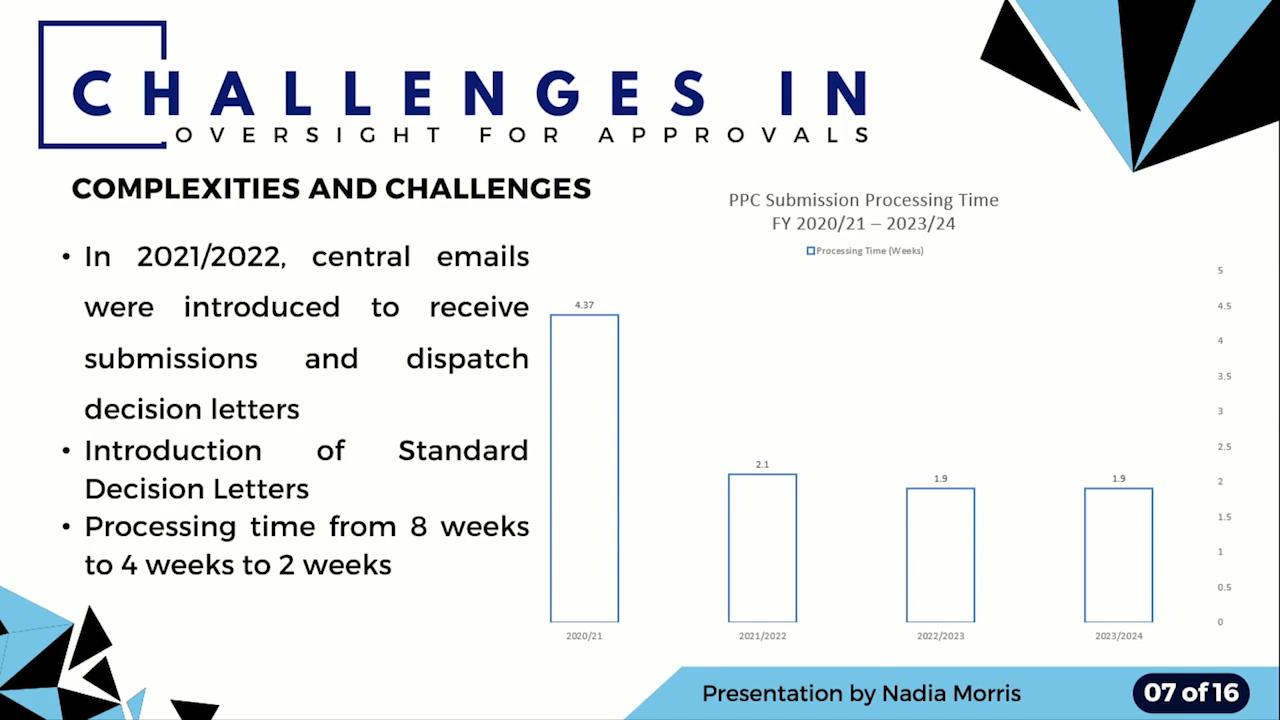 CHALLENGES IN
OVERSIGHT FOR APPROVALS
COMPLEXITIES AND CHALLENGES
• In 2021/2022, central emails
were introduced to receive
submissions and dispatch
decision letters
• Introduction of Standard
Decision Letters
• Processing time from 8 weeks
to 4 weeks to 2 weeks
PPC Submission Processing Time
FY 2020/21 – 2023/24
Processing Time (Weeks)
5
4.5
4
3.5
3
2.5
2
1.5
1
0.5
0
4.37
2.1
1.9
1.9
2020/21
2021/2022
2022/2023
2023/2024
Presentation by Nadia Morris
07 of 16